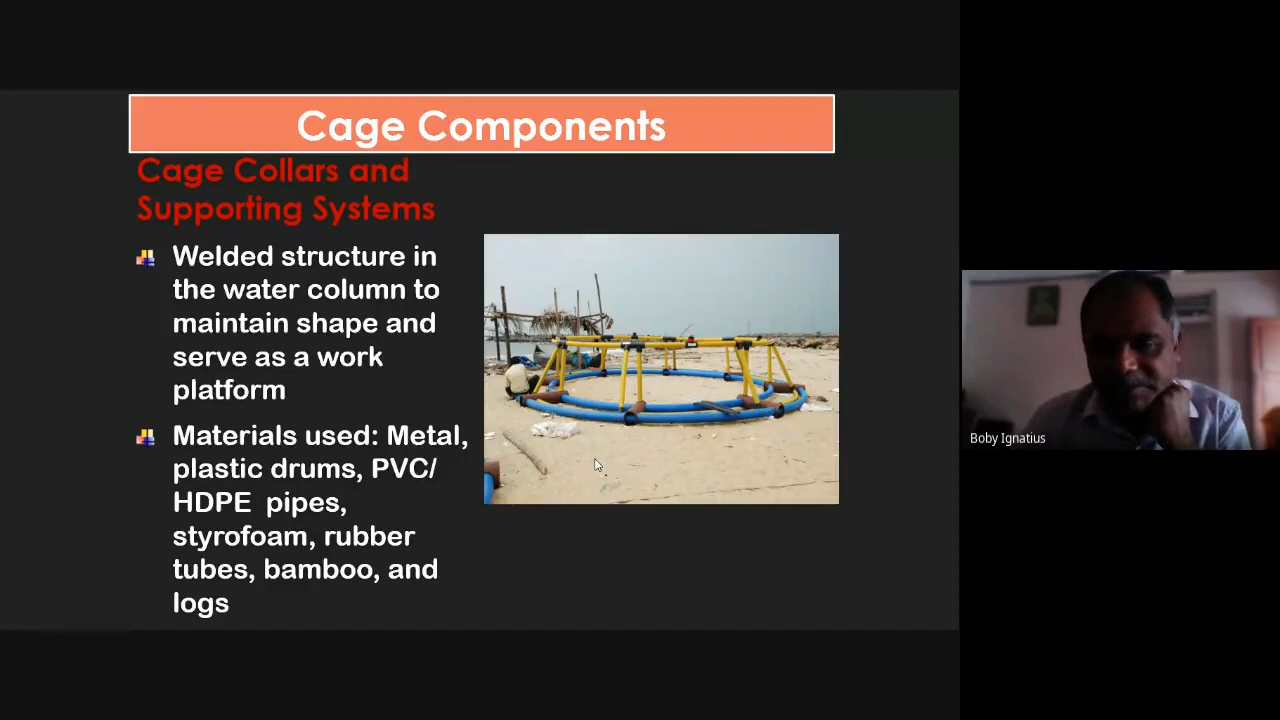 Cage Components
Cage Collars and
Supporting Systems
Welded structure in
the water column to
maintain shape and
serve as a work
platform
Materials used: Metal,
plastic drums, PVC/
HDPE pipes,
styrofoam, rubber
tubes, bamboo, and
logs
Boby Ignatius